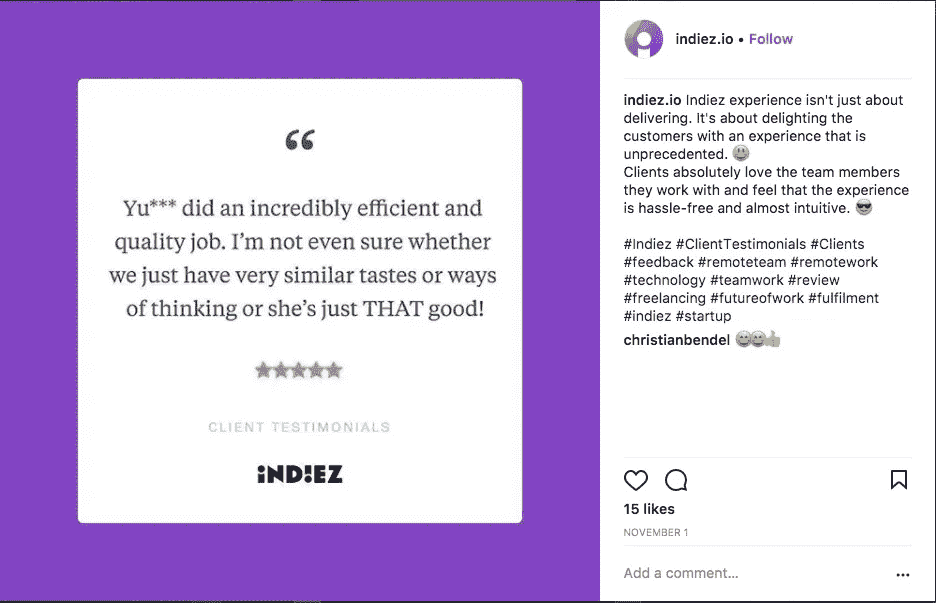 “
Yu*** did an incredibly efficient and
quality job. I’m not even sure whether
we just have very similar tastes or ways
of thinking or she’s just THAT good!
CLIENT TESTIMONIALS
iND!EZ
indiez.io • Follow
indiez.io Indiez experience isn't just about
delivering. It's about delighting the
customers with an experience that is
unprecedented. 😀
Clients absolutely love the team members
they work with and feel that the experience
is hassle-free and almost intuitive. 😎
#Indiez #ClientTestimonials #Clients
#feedback #remoteteam #remotework
#technology #teamwork #review
#freelancing #futureofwork #fulfilment
#indiez #startup
christianbendel 😄😄👍
15 likes
NOVEMBER 1
Add a comment...